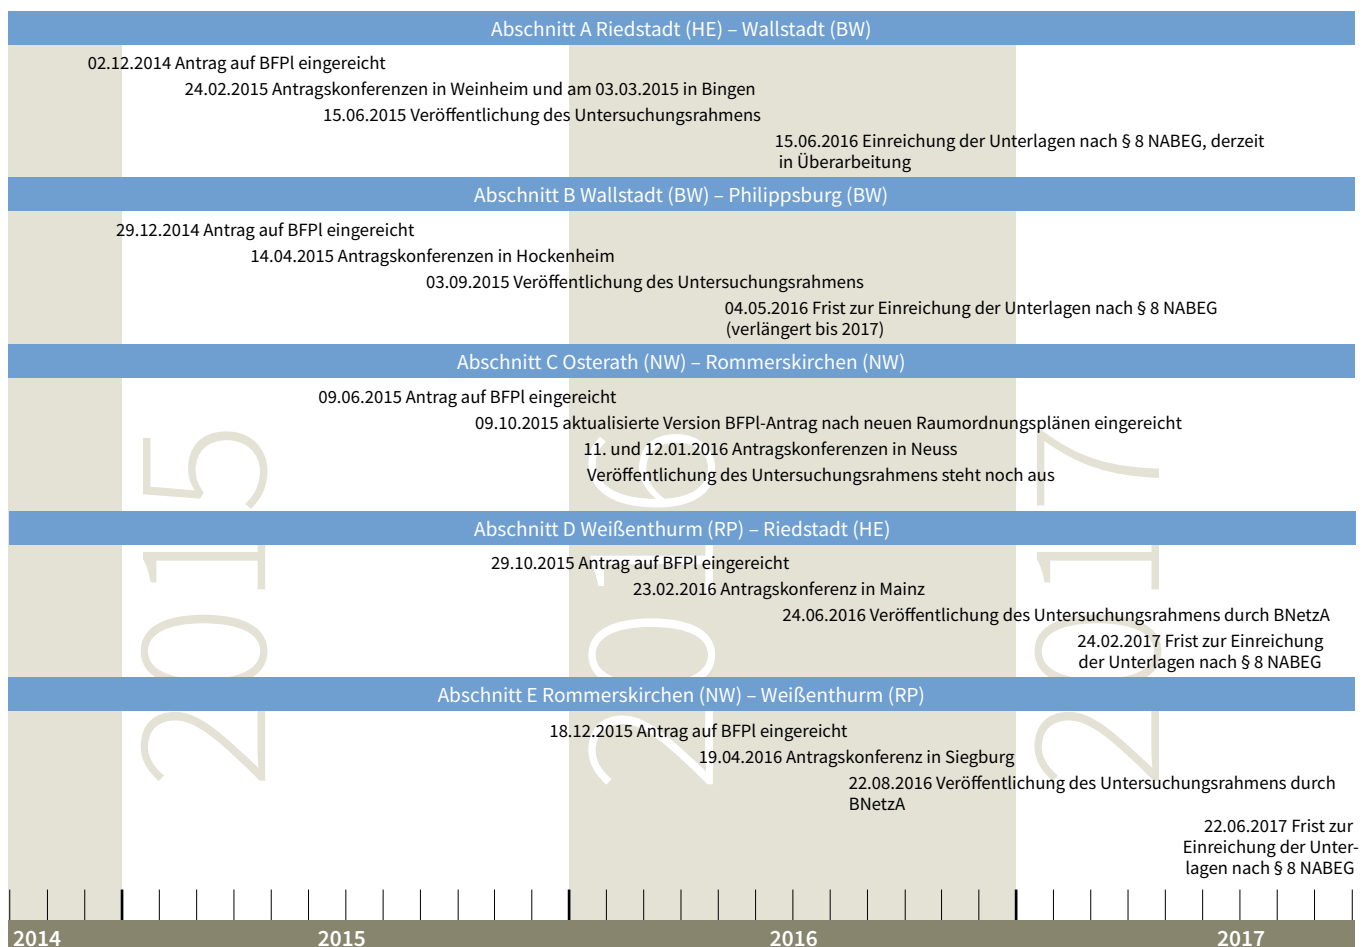 Abschnitt A Riedstadt (HE) – Wallstadt (BW)
02.12.2014 Antrag auf BFPl eingereicht
24.02.2015 Antragskonferenzen in Weinheim und am 03.03.2015 in Bingen
15.06.2015 Veröffentlichung des Untersuchungsrahmens
15.06.2016 Einreichung der Unterlagen nach § 8 NABEG, derzeit
in Überarbeitung
Abschnitt B Wallstadt (BW) – Philippsburg (BW)
29.12.2014 Antrag auf BFPl eingereicht
14.04.2015 Antragskonferenzen in Hockenheim
03.09.2015 Veröffentlichung des Untersuchungsrahmens
04.05.2016 Frist zur Einreichung der Unterlagen nach § 8 NABEG
(verlängert bis 2017)
Abschnitt C Osterath (NW) – Rommerskirchen (NW)
09.06.2015 Antrag auf BFPl eingereicht
09.10.2015 aktualisierte Version BFPl-Antrag nach neuen Raumordnungsplänen eingereicht
11. und 12.01.2016 Antragskonferenzen in Neuss
Veröffentlichung des Untersuchungsrahmens steht noch aus
Abschnitt D Weißenthurm (RP) – Riedstadt (HE)
29.10.2015 Antrag auf BFPl eingereicht
23.02.2016 Antragskonferenz in Mainz
24.06.2016 Veröffentlichung des Untersuchungsrahmens durch BNetzA
24.02.2017 Frist zur Einreichung
der Unterlagen nach § 8 NABEG
Abschnitt E Rommerskirchen (NW) – Weißenthurm (RP)
18.12.2015 Antrag auf BFPl eingereicht
19.04.2016 Antragskonferenz in Siegburg
22.08.2016 Veröffentlichung des Untersuchungsrahmens durch
BNetzA
22.06.2017 Frist zur
Einreichung der Unter-
lagen nach § 8 NABEG
2015
2016
2017
2014 2015 2016 2017